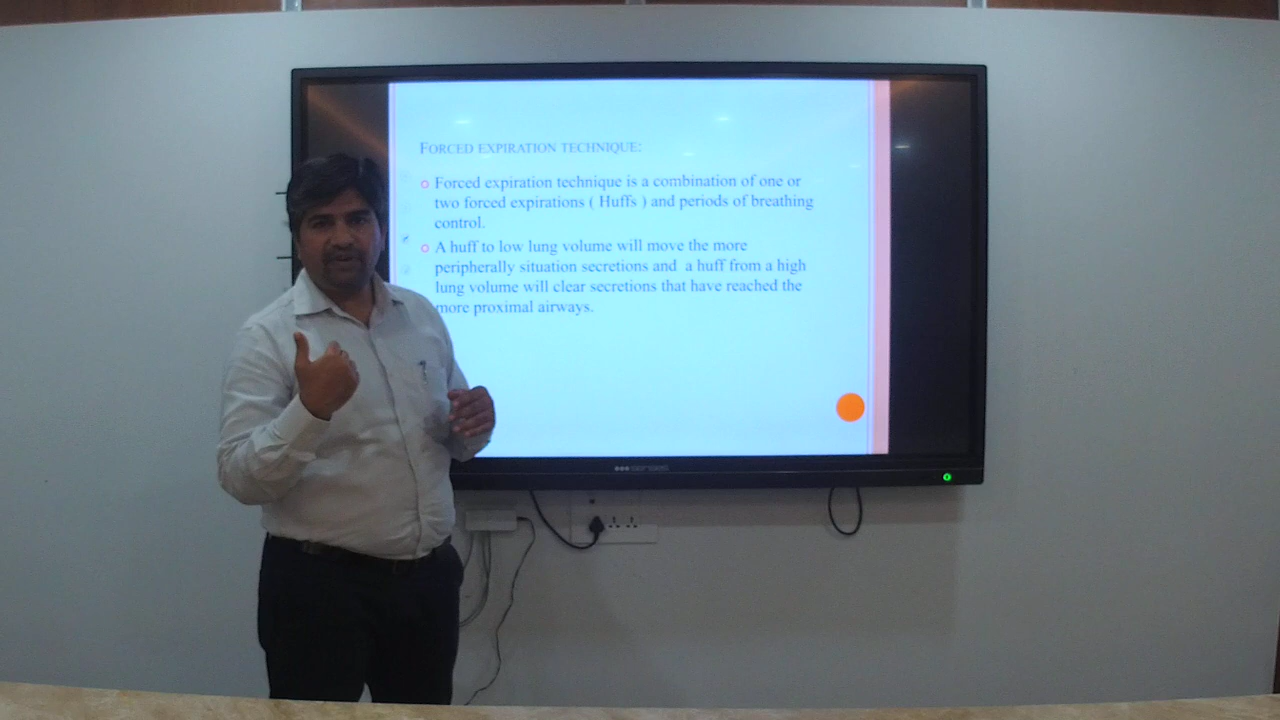 FORCED EXPIRATION TECHNIQUE:
Forced expiration technique is a combination of one or
two forced expirations ( Huffs ) and periods of breathing
control.
A huff to low lung volume will move the more
peripherally situation secretions and a huff from a high
lung volume will clear secretions that have reached the
more proximal airways.
senses